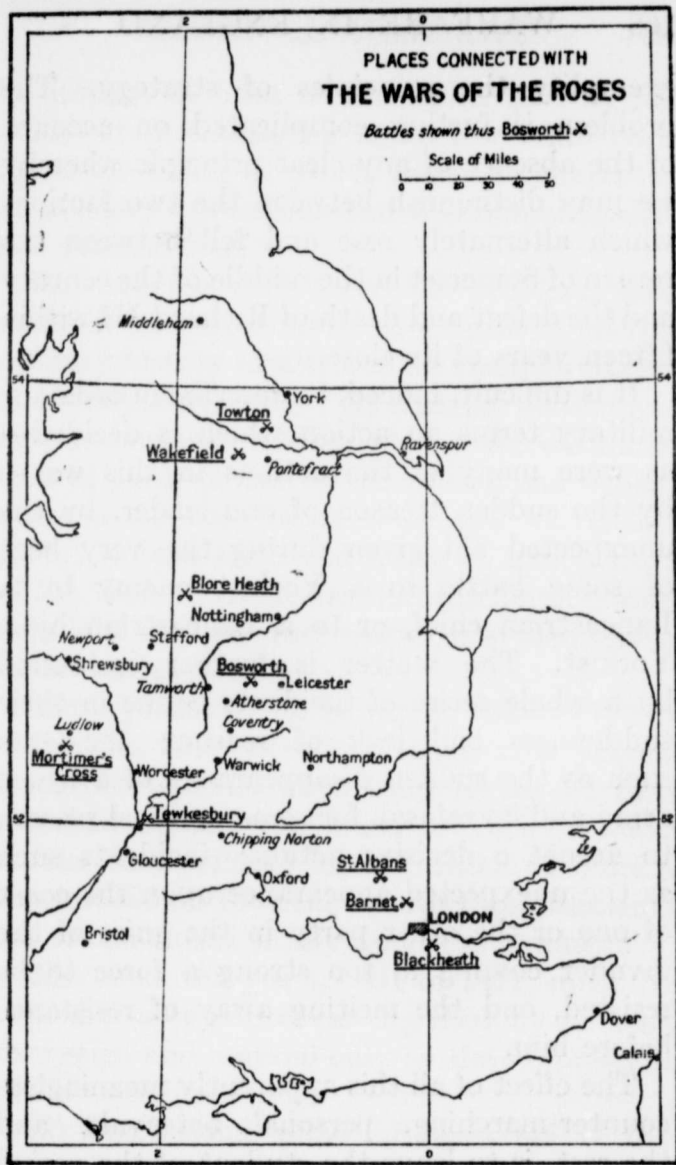 2
0
PLACES CONNECTED WITH
THE WARS OF THE ROSES
Battles shown thus Bosworth
Scale of Miles
0 10 20 30 40 50
Middleham
54
54
York
Towton
Ravenspur
Wakefield
Pontefract
Blore Heath
Nottingham
Newport
Stafford
Shrewsbury
Bosworth
Leicester
Tamworth
Atherstone
Ludlow
Coventry
Mortimer's
Cross
Worcester
Warwick
Northampton
Tewkesbury
52
52
Chipping Norton
Gloucester
Oxford
St Albans
Barnet
LONDON
Bristol
Blackheath
Dover
Calais
2
0